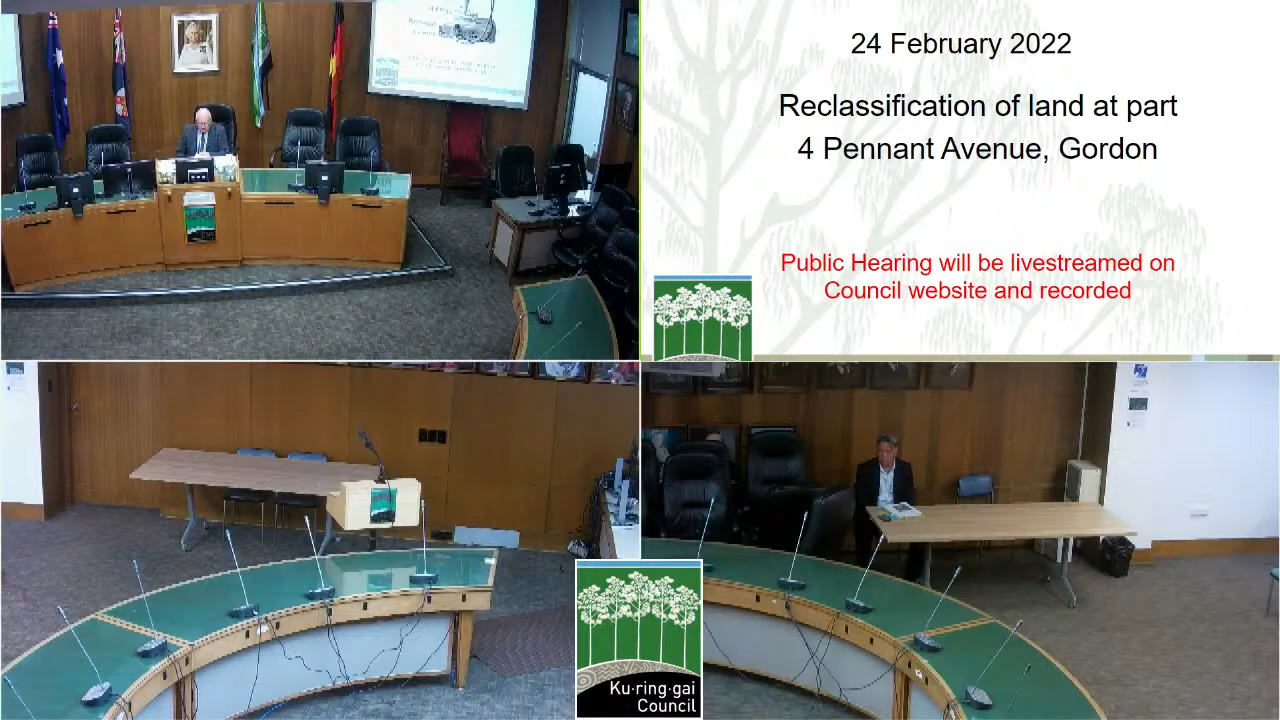 24 February 2022
Reclassification of land at part
4 Pennant Avenue, Gordon
Public Hearing will be livestreamed on
Council website and recorded
Ku·ring·gai
Council